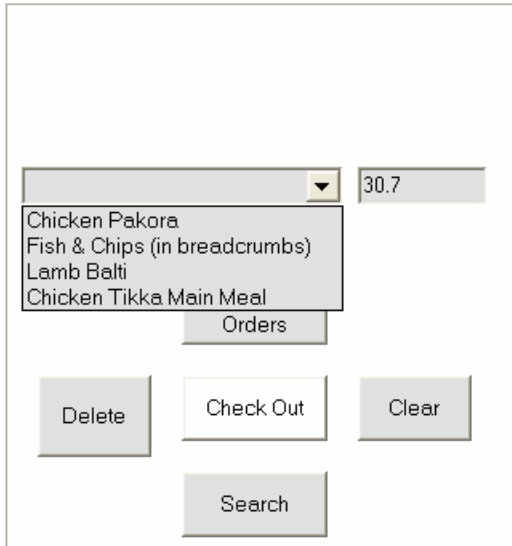 30.7
Chicken Pakora
Fish & Chips (in breadcrumbs)
Lamb Balti
Chicken Tikka Main Meal
Orders
Delete
Check Out
Clear
Search